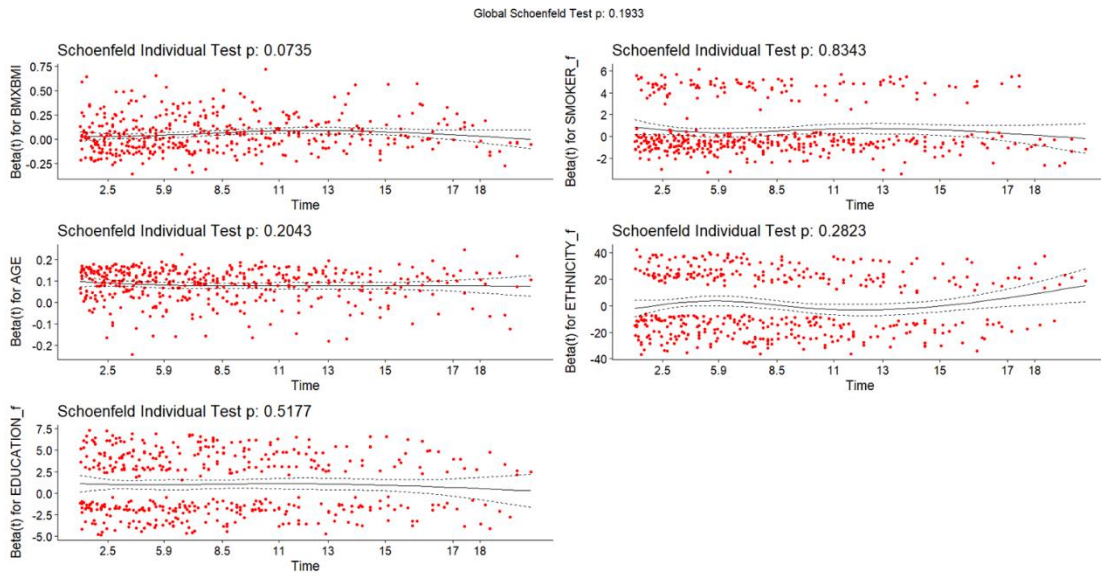 Global Schoenfeld Test p: 0.1933
Schoenfeld Individual Test p: 0.0735
Beta(t) for BMXBMI
0.75
0.50
0.25
0.00
-0.25
2.5 5.9 8.5 11 13 15 17 18
Time
Schoenfeld Individual Test p: 0.8343
Beta(t) for SMOKER_f
6
4
2
0
-2
2.5 5.9 8.5 11 13 15 17 18
Time
Schoenfeld Individual Test p: 0.2043
Beta(t) for AGE
0.2
0.1
0.0
-0.1
-0.2
2.5 5.9 8.5 11 13 15 17 18
Time
Schoenfeld Individual Test p: 0.2823
Beta(t) for ETHNICITY_f
40
20
0
-20
-40
2.5 5.9 8.5 11 13 15 17 18
Time
Schoenfeld Individual Test p: 0.5177
Beta(t) for EDUCATION_f
7.5
5.0
2.5
0.0
-2.5
-5.0
2.5 5.9 8.5 11 13 15 17 18
Time